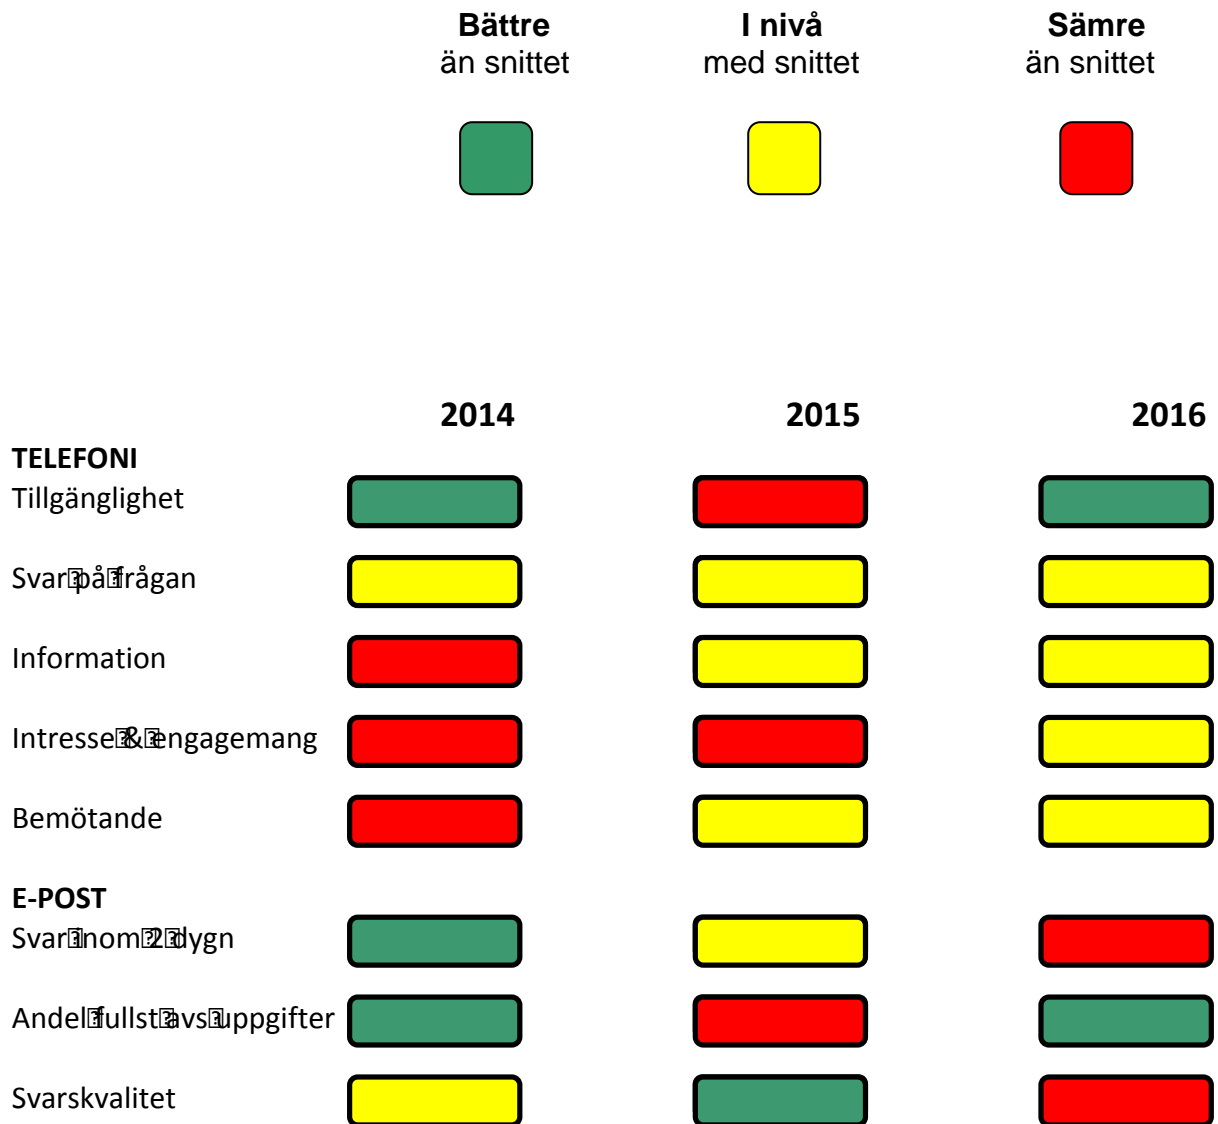 Bättre I nivå Sämre
än snittet med snittet än snittet
2014 2015 2016
TELEFONI
Tillgänglighet
Svar på frågan
Information
Intresse & engagemang
Bemötande
E-POST
Svar inom 2 dygn
Andel fullst avs uppgifter
Svarskvalitet